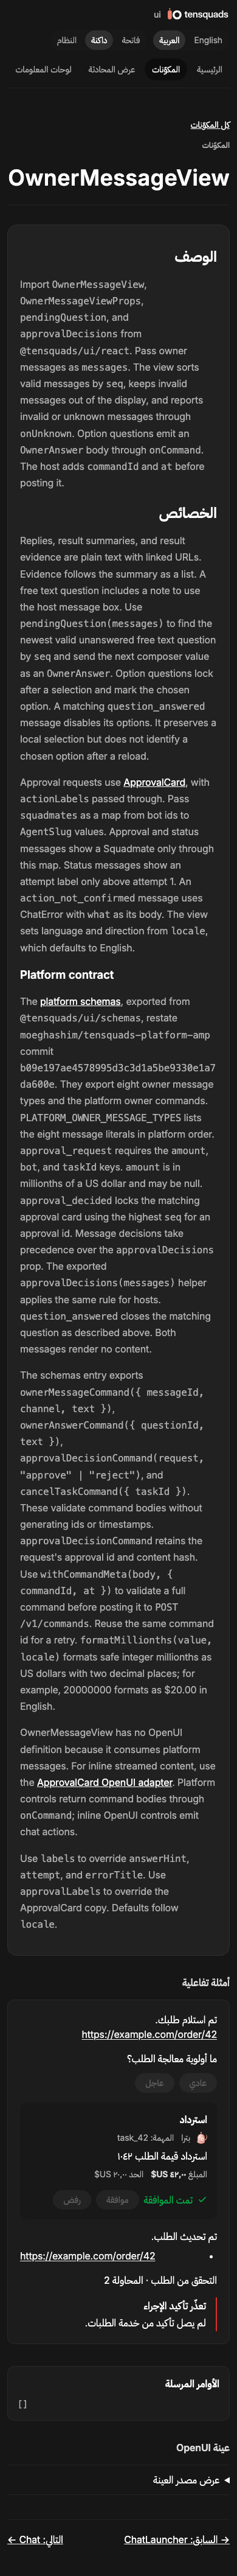 tensquads ui
English العربية فاتحة داكنة النظام
الرئيسية المكوّنات عرض المحادثة لوحات المعلومات
كل المكوّنات
المكوّنات
OwnerMessageView
الوصف
Import OwnerMessageView,
OwnerMessageViewProps,
pendingQuestion, and
approvalDecisions from
@tensquads/ui/react. Pass owner
messages as messages. The view sorts
valid messages by seq, keeps invalid
messages out of the display, and reports
invalid or unknown messages through
onUnknown. Option questions emit an
OwnerAnswer body through onCommand.
The host adds commandId and at before
posting it.
الخصائص
Replies, result summaries, and result
evidence are plain text with linked URLs.
Evidence follows the summary as a list. A
free text question includes a note to use
the host message box. Use
pendingQuestion(messages) to find the
newest valid unanswered free text question
by seq and send the next composer value
as an OwnerAnswer. Option questions lock
after a selection and mark the chosen
option. A matching question_answered
message disables its options. It preserves a
local selection but does not identify a
chosen option after a reload.
Approval requests use ApprovalCard, with
actionLabels passed through. Pass
squadmates as a map from bot ids to
AgentSlug values. Approval and status
messages show a Squadmate only through
this map. Status messages show an
attempt label only above attempt 1. An
action_not_confirmed message uses
ChatError with what as its body. The view
sets language and direction from locale,
which defaults to English.
Platform contract
The platform schemas, exported from
@tensquads/ui/schemas, restate
moeghashim/tensquads-platform-amp
commit
b09e197ae4578995d3c3d1a5be9330e1a7
da600e. They export eight owner message
types and the platform owner commands.
PLATFORM_OWNER_MESSAGE_TYPES lists
the eight message literals in platform order.
approval_request requires the amount,
bot, and taskId keys. amount is in
millionths of a US dollar and may be null.
approval_decided locks the matching
approval card using the highest seq for an
approval id. Message decisions take
precedence over the approvalDecisions
prop. The exported
approvalDecisions(messages) helper
applies the same rule for hosts.
question_answered closes the matching
question as described above. Both
messages render no content.
The schemas entry exports
ownerMessageCommand({ messageId,
channel, text }),
ownerAnswerCommand({ questionId,
text }),
approvalDecisionCommand(request,
"approve" | "reject"), and
cancelTaskCommand({ taskId }).
These validate command bodies without
generating ids or timestamps.
approvalDecisionCommand retains the
request's approval id and content hash.
Use withCommandMeta(body, {
commandId, at }) to validate a full
command before posting it to POST
/v1/commands. Reuse the same command
id for a retry. formatMillionths(value,
locale) formats safe integer millionths as
US dollars with two decimal places; for
example, 20000000 formats as $20.00 in
English.
OwnerMessageView has no OpenUI
definition because it consumes platform
messages. For inline streamed content, use
the ApprovalCard OpenUI adapter. Platform
controls return command bodies through
onCommand; inline OpenUI controls emit
chat actions.
Use labels to override answerHint,
attempt, and errorTitle. Use
approvalLabels to override the
ApprovalCard copy. Defaults follow
locale.
أمثلة تفاعلية
تم استلام طلبك.
https://example.com/order/42
ما أولوية معالجة الطلب؟
عادي عاجل
استرداد
بترا المهمة: task_42
استرداد قيمة الطلب ١٠٤٢
المبلغ ٤٢٫٠٠ US$ الحد ٢٠٫٠٠ US$
تمت الموافقة موافقة رفض
تم تحديث الطلب.
• https://example.com/order/42
التحقق من الطلب · المحاولة 2
تعذّر تأكيد الإجراء
لم يصل تأكيد من خدمة الطلبات.
الأوامر المرسلة
[]
عينة OpenUI
عرض مصدر العينة
→ السابق: ChatLauncher التالي: Chat ←